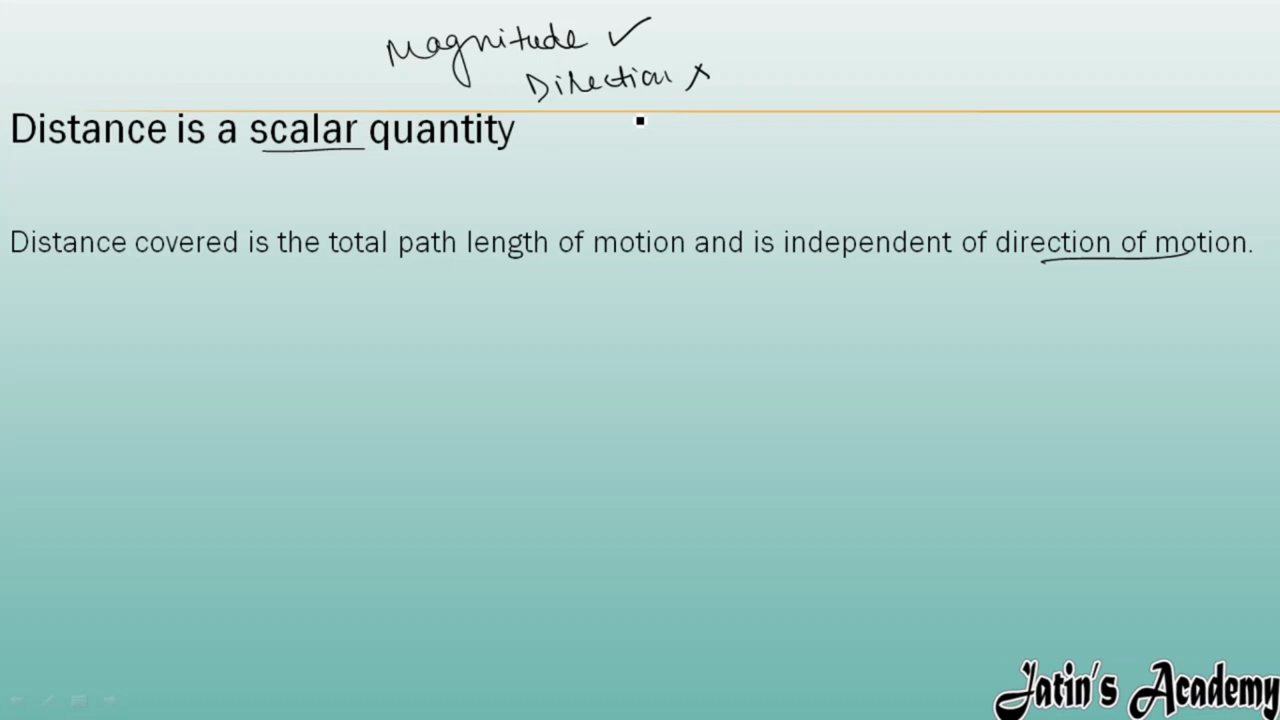 Magnitude ✓
Direction ✗
Distance is a scalar quantity
Distance covered is the total path length of motion and is independent of direction of motion.
Jatin's Academy